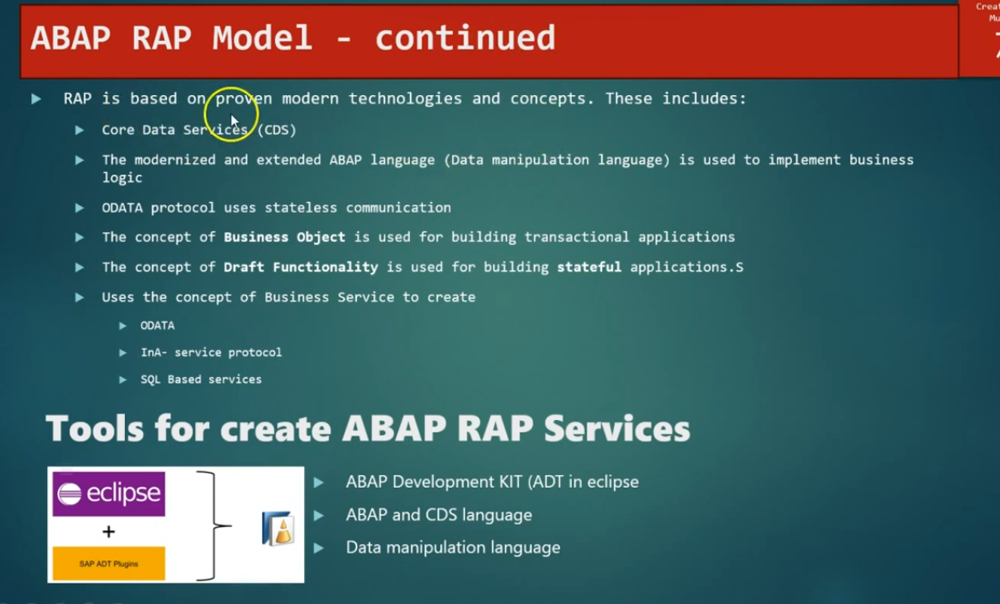 ABAP RAP Model - continued
Creat
Mu
RAP is based on proven modern technologies and concepts. These includes:
Core Data Services (CDS)
The modernized and extended ABAP language (Data manipulation language) is used to implement business
logic
ODATA protocol uses stateless communication
The concept of Business Object is used for building transactional applications
The concept of Draft Functionality is used for building stateful applications.S
Uses the concept of Business Service to create
ODATA
InA- service protocol
SQL Based services
Tools for create ABAP RAP Services
eclipse
+
SAP ADT Plugins
ABAP Development KIT (ADT in eclipse
ABAP and CDS language
Data manipulation language